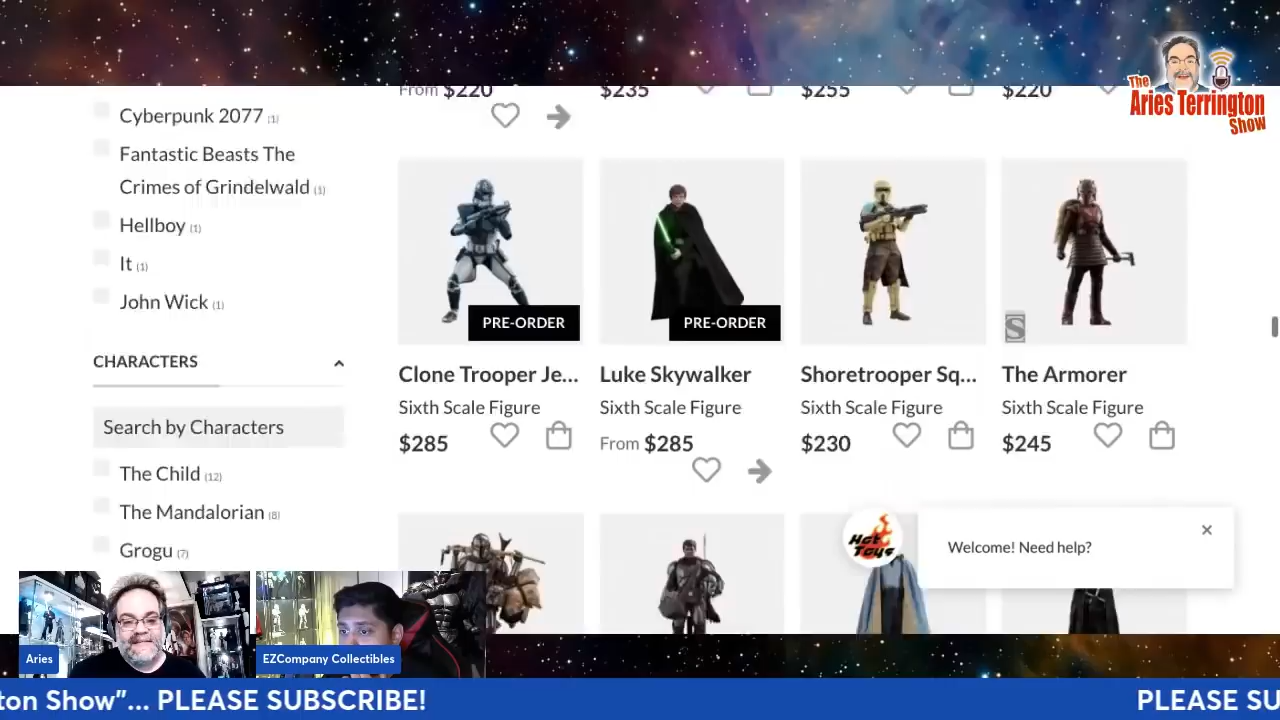 The
Aries Terrington
Show
From $220
$235
$255
$220
Cyberpunk 2077 (1)
Fantastic Beasts The
Crimes of Grindelwald (1)
Hellboy (1)
It (1)
John Wick (1)
CHARACTERS
Search by Characters
The Child (12)
The Mandalorian (8)
Grogu (7)
PRE-ORDER
PRE-ORDER
S
Clone Trooper Je...
Luke Skywalker
Shoretrooper Sq...
The Armorer
Sixth Scale Figure
Sixth Scale Figure
Sixth Scale Figure
Sixth Scale Figure
$285
From $285
$230
$245
Hot
Toys
Welcome! Need help?
Aries
EZCompany Collectibles
ton Show"... PLEASE SUBSCRIBE!
PLEASE SU